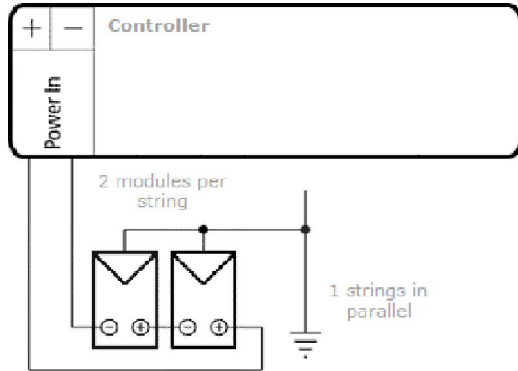 + − Controller
Power In
2 modules per
string
1 strings in
parallel
− + − +